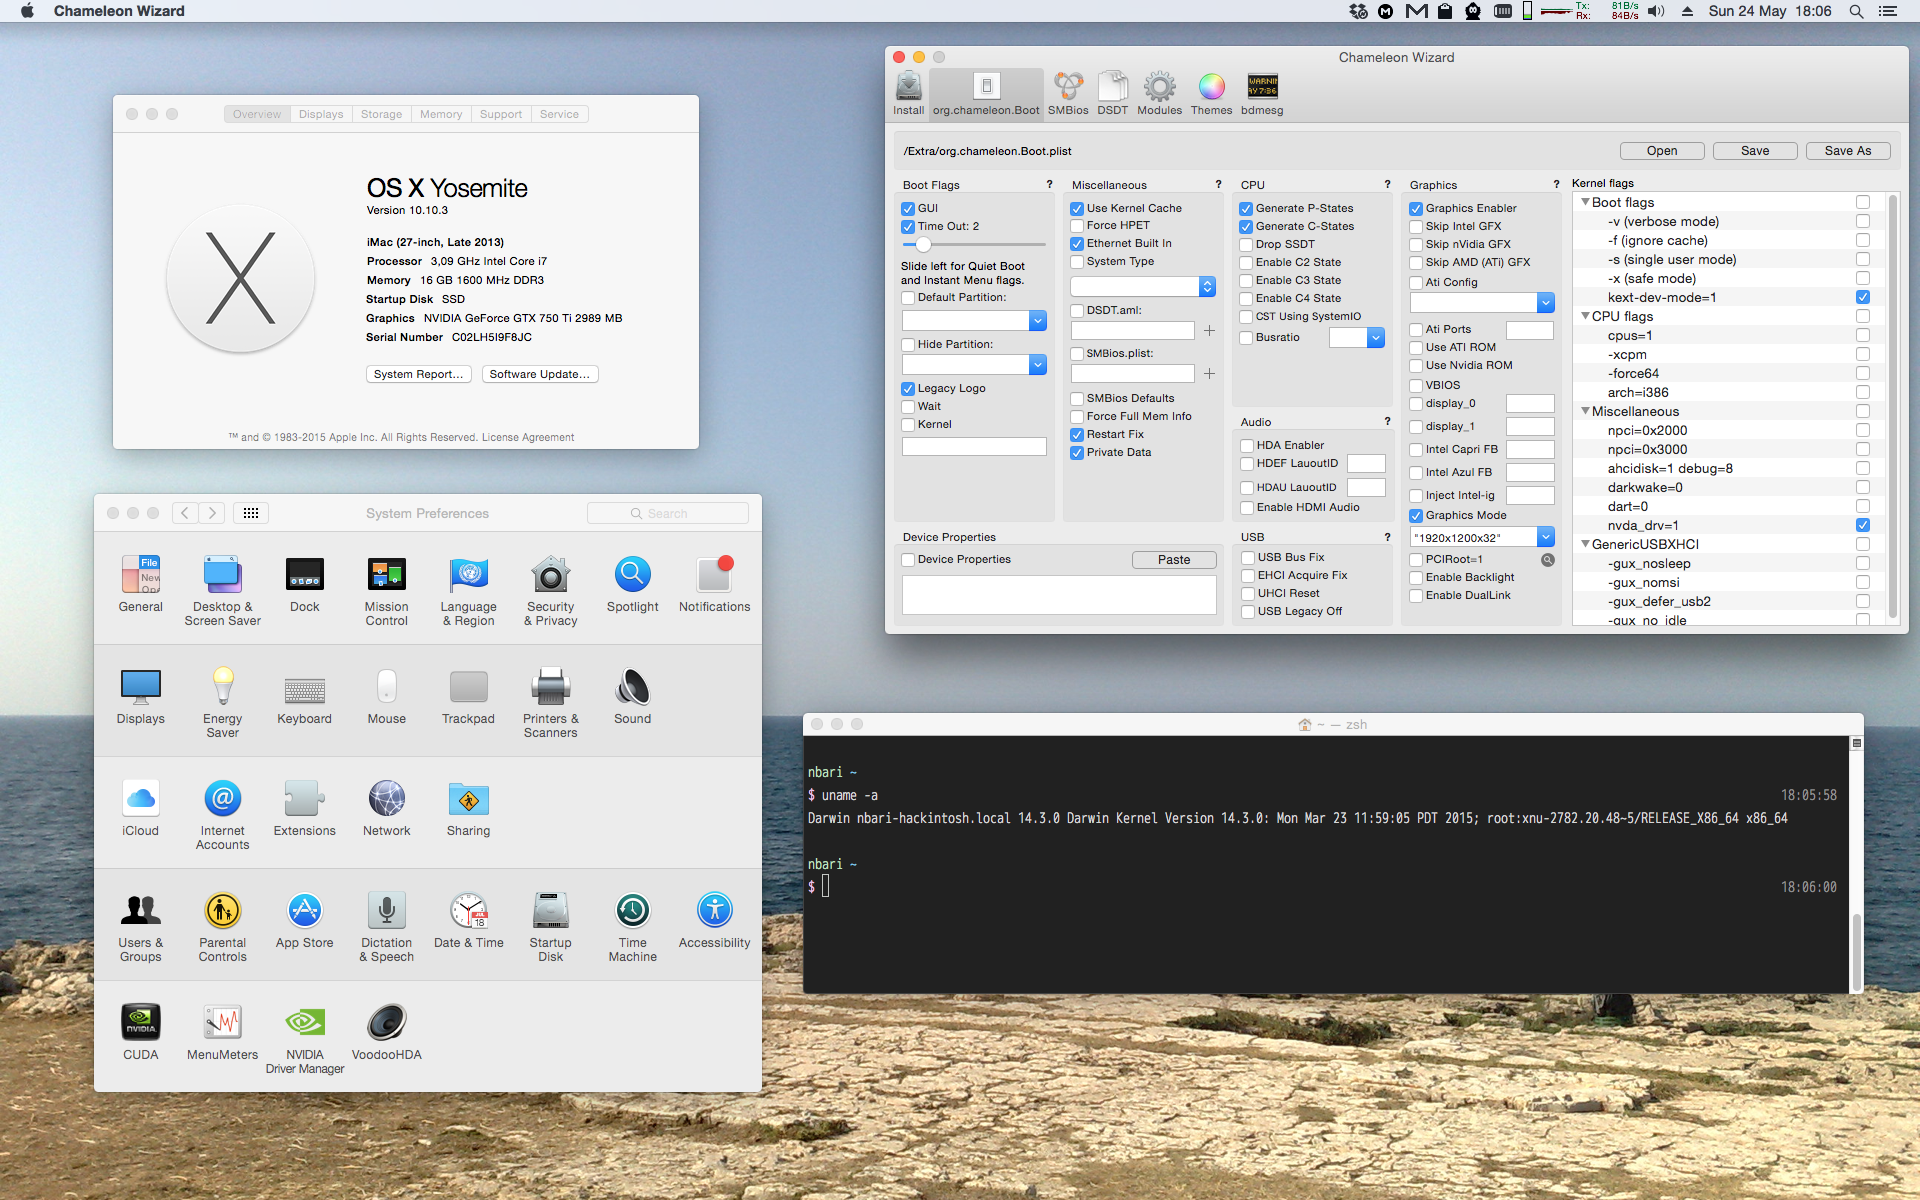 Chameleon Wizard
Tx: 81B/s
Rx: 84B/s
Sun 24 May 18:06
Overview Displays Storage Memory Support Service
OS X Yosemite
Version 10.10.3
iMac (27-inch, Late 2013)
Processor 3,09 GHz Intel Core i7
Memory 16 GB 1600 MHz DDR3
Startup Disk SSD
Graphics NVIDIA GeForce GTX 750 Ti 2989 MB
Serial Number C02LH5I9F8JC
System Report... Software Update...
™ and © 1983-2015 Apple Inc. All Rights Reserved. License Agreement
Chameleon Wizard
Install org.chameleon.Boot SMBios DSDT Modules Themes bdmesg
/Extra/org.chameleon.Boot.plist
Open Save Save As
Boot Flags ?
GUI
Time Out: 2
Slide left for Quiet Boot
and Instant Menu flags.
Default Partition:
Hide Partition:
Legacy Logo
Wait
Kernel
Miscellaneous ?
Use Kernel Cache
Force HPET
Ethernet Built In
System Type
DSDT.aml:
SMBios.plist:
SMBios Defaults
Force Full Mem Info
Restart Fix
Private Data
Device Properties
Device Properties
Paste
CPU ?
Generate P-States
Generate C-States
Drop SSDT
Enable C2 State
Enable C3 State
Enable C4 State
CST Using SystemIO
Busratio
Audio ?
HDA Enabler
HDEF LauoutID
HDAU LauoutID
Enable HDMI Audio
USB ?
USB Bus Fix
EHCI Acquire Fix
UHCI Reset
USB Legacy Off
Graphics ?
Graphics Enabler
Skip Intel GFX
Skip nVidia GFX
Skip AMD (ATi) GFX
Ati Config
Ati Ports
Use ATI ROM
Use Nvidia ROM
VBIOS
display_0
display_1
Intel Capri FB
Intel Azul FB
Inject Intel-ig
Graphics Mode
"1920x1200x32"
PCIRoot=1
Enable Backlight
Enable DualLink
Kernel flags
Boot flags
-v (verbose mode)
-f (ignore cache)
-s (single user mode)
-x (safe mode)
kext-dev-mode=1
CPU flags
cpus=1
-xcpm
-force64
arch=i386
Miscellaneous
npci=0x2000
npci=0x3000
ahcidisk=1 debug=8
darkwake=0
dart=0
nvda_drv=1
GenericUSBXHCI
-gux_nosleep
-gux_nomsi
-gux_defer_usb2
-gux_no_idle
System Preferences
Search
General
Desktop &
Screen Saver
Dock
Mission
Control
Language
& Region
Security
& Privacy
Spotlight
Notifications
Displays
Energy
Saver
Keyboard
Mouse
Trackpad
Printers &
Scanners
Sound
iCloud
Internet
Accounts
Extensions
Network
Sharing
Users &
Groups
Parental
Controls
App Store
Dictation
& Speech
Date & Time
Startup
Disk
Time
Machine
Accessibility
CUDA
MenuMeters
NVIDIA
Driver Manager
VoodooHDA
~ — zsh
nbari ~
$ uname -a 18:05:58
Darwin nbari-hackintosh.local 14.3.0 Darwin Kernel Version 14.3.0: Mon Mar 23 11:59:05 PDT 2015; root:xnu-2782.20.48~5/RELEASE_X86_64 x86_64
nbari ~
$ 18:06:00